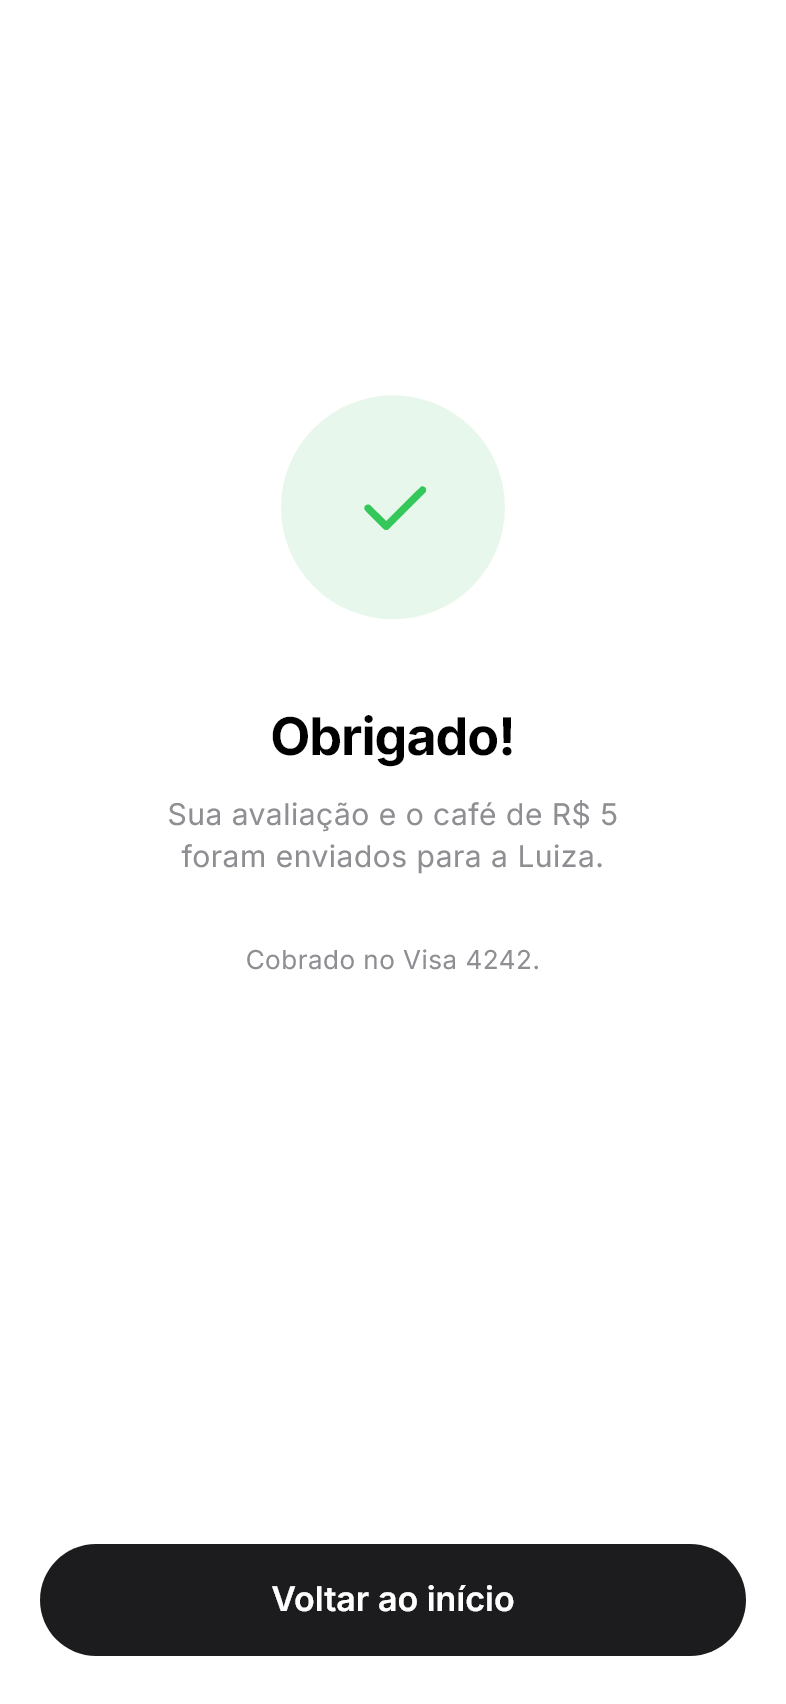 Obrigado!
Sua avaliação e o café de R$ 5
foram enviados para a Luiza.
Cobrado no Visa 4242.
Voltar ao início